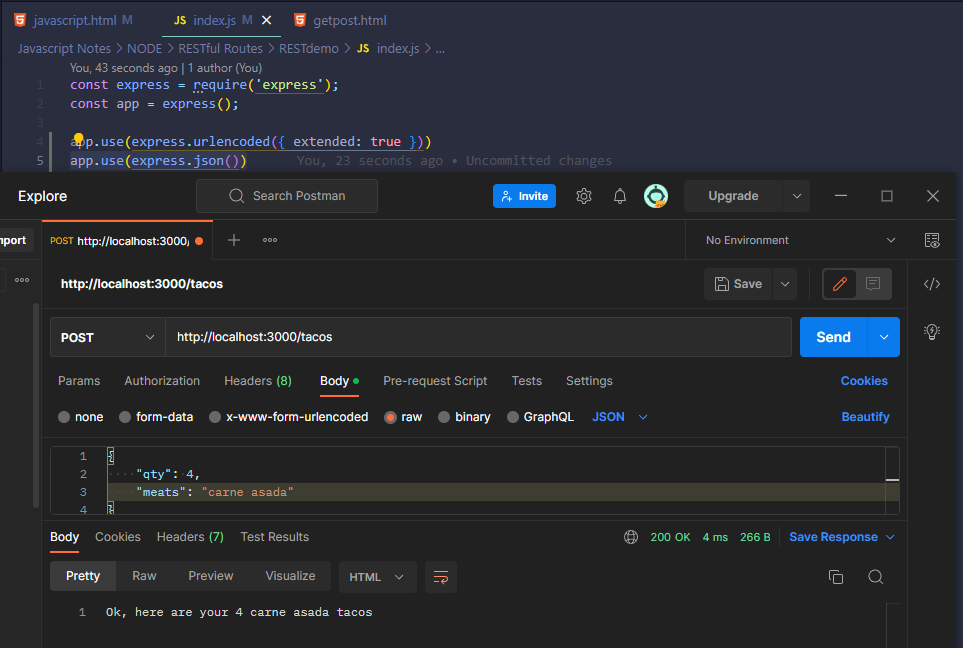 javascript.html M
JS index.js M
getpost.html
Javascript Notes > NODE > RESTful Routes > RESTdemo > JS index.js > ...
You, 43 seconds ago | 1 author (You)
1 const express = require('express');
2 const app = express();
3
4 app.use(express.urlencoded({ extended: true }))
5 app.use(express.json()) You, 23 seconds ago • Uncommitted changes
Explore
Search Postman
Invite
Upgrade
mport
POST http://localhost:3000/
No Environment
http://localhost:3000/tacos
Save
POST
http://localhost:3000/tacos
Send
Params Authorization Headers (8) Body Pre-request Script Tests Settings Cookies
none form-data x-www-form-urlencoded raw binary GraphQL JSON Beautify
1 {
2 "qty": 4,
3 "meats": "carne asada"
4 }
Body Cookies Headers (7) Test Results 200 OK 4 ms 266 B Save Response
Pretty Raw Preview Visualize HTML
1 Ok, here are your 4 carne asada tacos